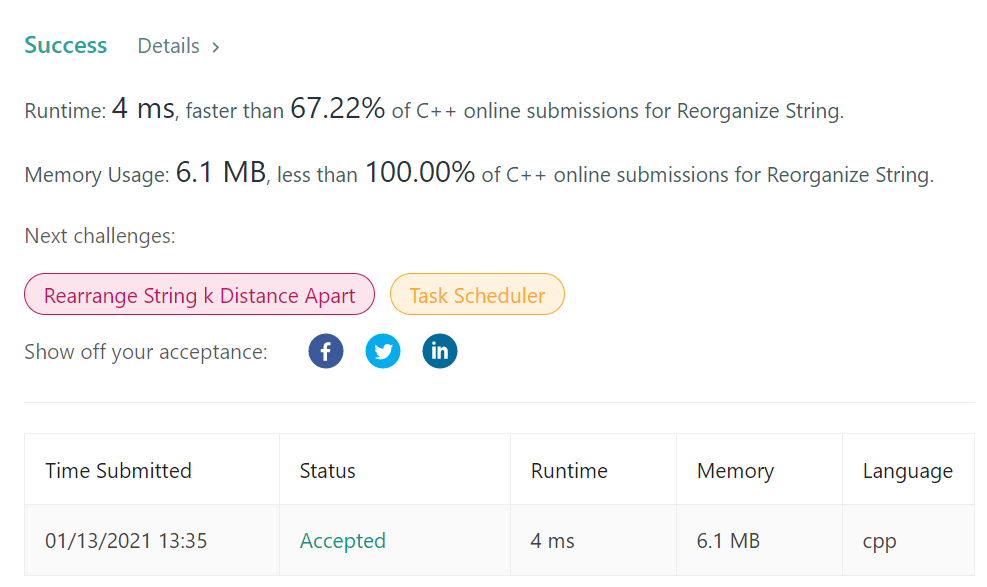 Success Details >
Runtime: 4 ms, faster than 67.22% of C++ online submissions for Reorganize String.
Memory Usage: 6.1 MB, less than 100.00% of C++ online submissions for Reorganize String.
Next challenges:
Rearrange String k Distance Apart Task Scheduler
Show off your acceptance: f in
Time Submitted Status Runtime Memory Language
01/13/2021 13:35 Accepted 4 ms 6.1 MB cpp